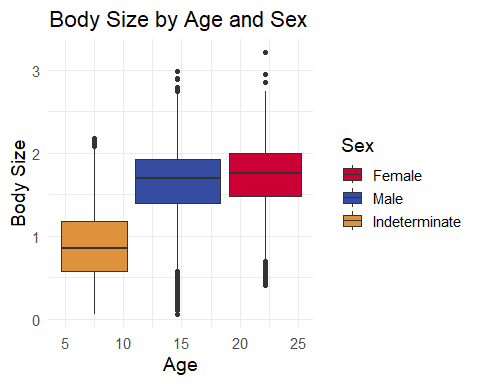 Body Size by Age and Sex
Body Size
3
2
1
0
5
10
15
20
25
Age
Sex
Female
Male
Indeterminate